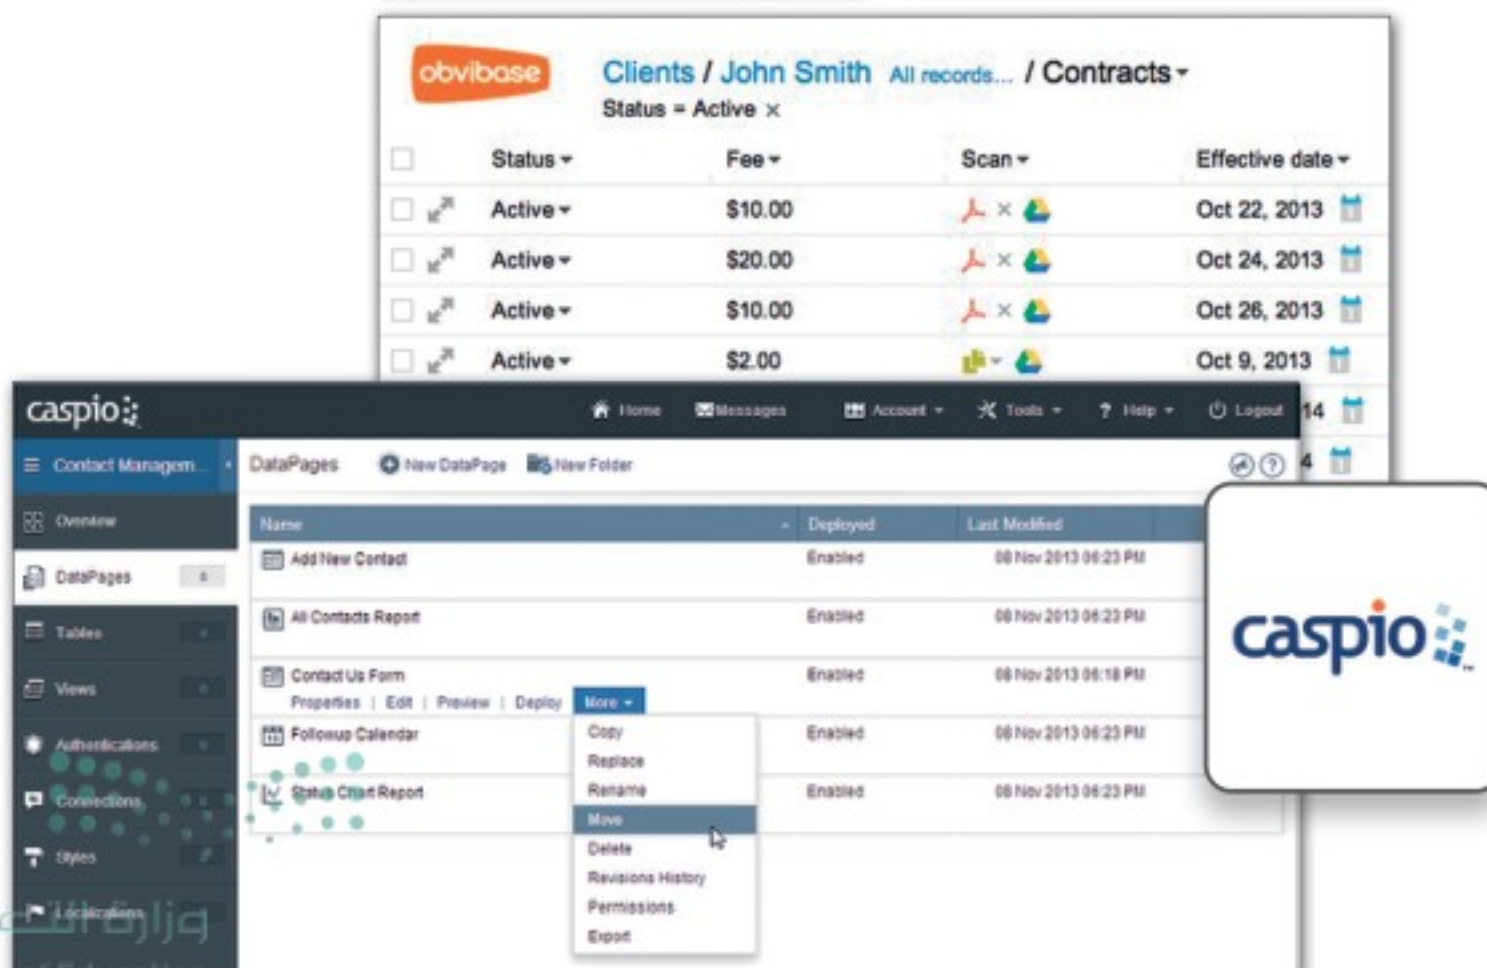 obvibase
Clients / John Smith All records... / Contracts
Status = Active ×
Status Fee Scan Effective date
Active $10.00 Oct 22, 2013
Active $20.00 Oct 24, 2013
Active $10.00 Oct 26, 2013
Active $2.00 Oct 9, 2013
14
4
caspio
Home Messages Account Tools ? Help Logout
Contact Managem...
DataPages New DataPage New Folder
Overview
DataPages
Tables
Views
Authentications
Connections
Styles
Localizations
Name Deployed Last Modified
Add New Contact Enabled 08 Nov 2013 06:23 PM
All Contacts Report Enabled 08 Nov 2013 06:23 PM
Contact Us Form Enabled 08 Nov 2013 06:18 PM
Properties | Edit | Preview | Deploy More
Followup Calendar Enabled 08 Nov 2013 06:23 PM
Status Chart Report Enabled 08 Nov 2013 06:23 PM
Copy
Replace
Rename
Move
Delete
Revisions History
Permissions
Export
caspio
وزارة التعـ